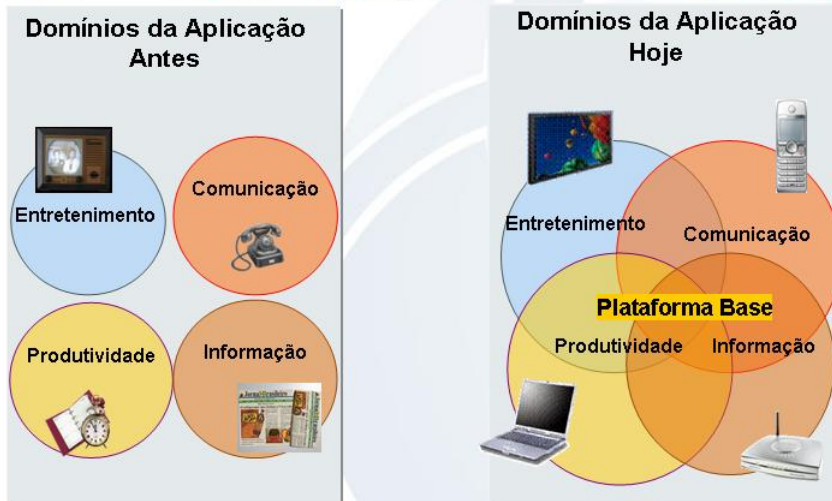 Domínios da Aplicação
Antes
Entretenimento
Comunicação
Produtividade
Informação
Domínios da Aplicação
Hoje
Entretenimento
Comunicação
Plataforma Base
Produtividade
Informação